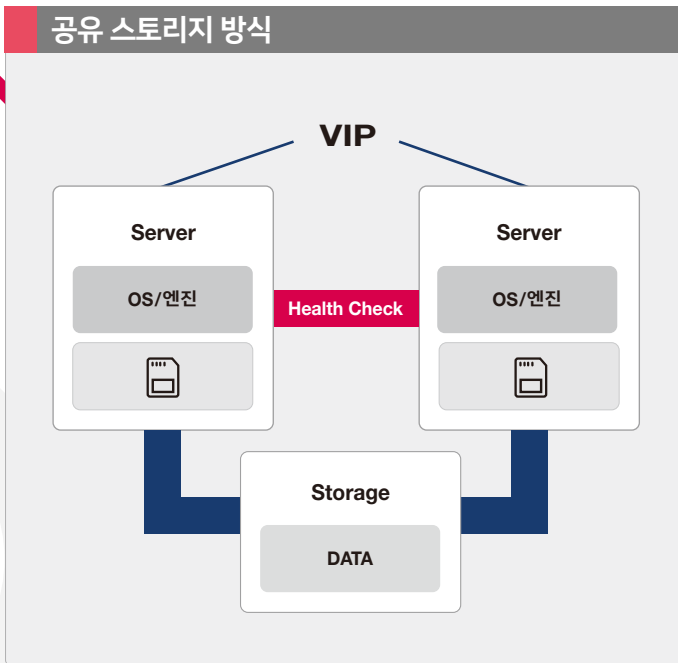 공유 스토리지 방식
VIP
Server
Server
OS/엔진
Health Check
OS/엔진
Storage
DATA